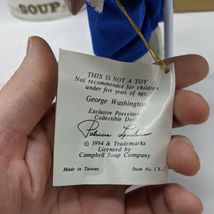 SOUP
THIS IS NOT A TOY
Not recommended for children
under five years of age.
George Washington
Exclusive Porcelain
Collectible Doll
© 1994 & Trademarks
Licensed by
Campbell Soup Company
Made in Taiwan Item No. CK-2